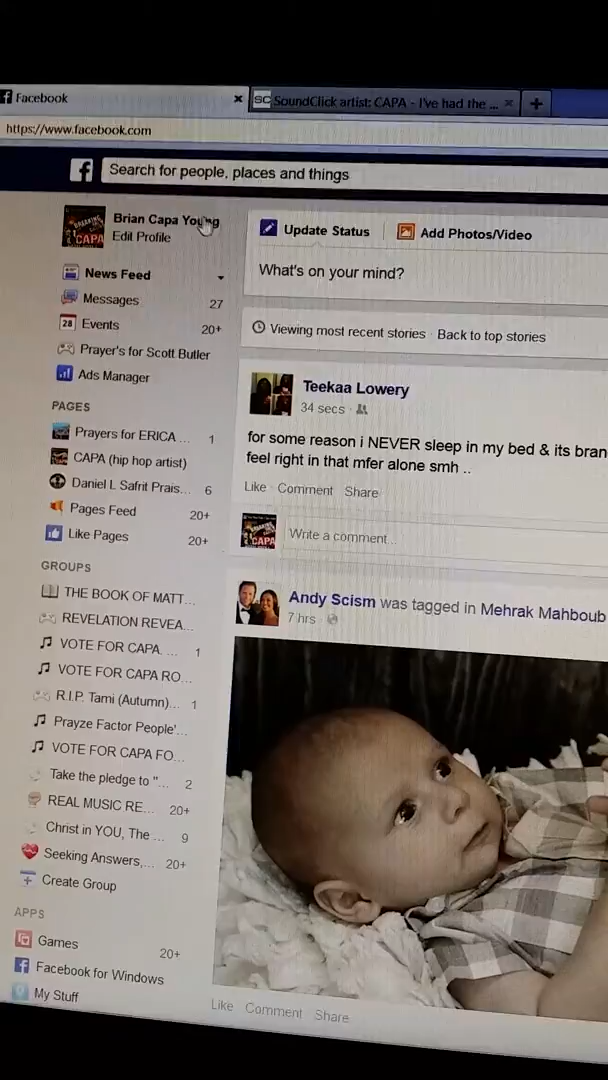 Facebook
SoundClick artist: CAPA - I've had the ...
https://www.facebook.com
Search for people, places and things
Brian Capa Young
Edit Profile
News Feed
Messages 27
28 Events 20+
Prayer's for Scott Butler
Ads Manager
PAGES
Prayers for ERICA ... 1
CAPA (hip hop artist)
Daniel L Safrit Prais... 6
Pages Feed 20+
Like Pages 20+
GROUPS
THE BOOK OF MATT...
REVELATION REVEA...
VOTE FOR CAPA. ... 1
VOTE FOR CAPA RO...
R.I.P. Tami (Autumn)... 1
Prayze Factor People'...
VOTE FOR CAPA FO...
Take the pledge to "... 2
REAL MUSIC RE... 20+
Christ in YOU, The ... 9
Seeking Answers,... 20+
Create Group
APPS
Games 20+
Facebook for Windows
My Stuff
Update Status
Add Photos/Video
What's on your mind?
Viewing most recent stories · Back to top stories
Teekaa Lowery
34 secs ·
for some reason i NEVER sleep in my bed & its bran
feel right in that mfer alone smh ..
Like · Comment · Share
Write a comment...
Andy Scism was tagged in Mehrak Mahboub
7 hrs ·
Like Comment Share